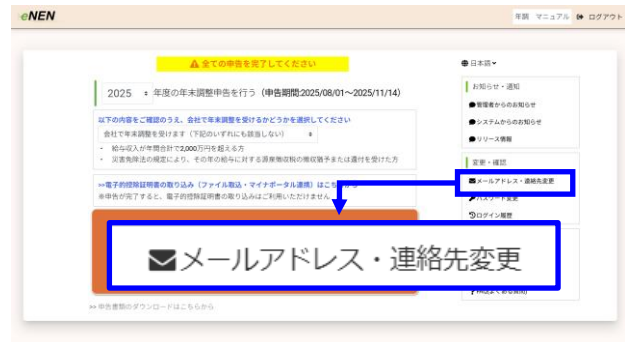 eNEN
年調 マニュアル ログアウト
全ての申告を完了してください
日本語
2025 年度の年末調整申告を行う（申告期間:2025/08/01～2025/11/14）
以下の内容をご確認のうえ、会社で年末調整を受けるかどうかを選択してください
会社で年末調整を受けます（下記のいずれにも該当しない）
- 給与収入が年間合計で2,000万円を超える方
- 災害免除法の規定により、その年の給与に対する源泉徴収税の徴収猶予または還付を受けた方
>>電子的控除証明書の取り込み（ファイル取込・マイナポータル連携）はこちらから
※申告が完了すると、電子的控除証明書の取り込みはご利用いただけません
>> 申告書類のダウンロードはこちらから
お知らせ・通知
管理者からのお知らせ
システムからのお知らせ
リリース情報
変更・確認
メールアドレス・連絡先変更
パスワード変更
ログイン履歴
メールアドレス・連絡先変更